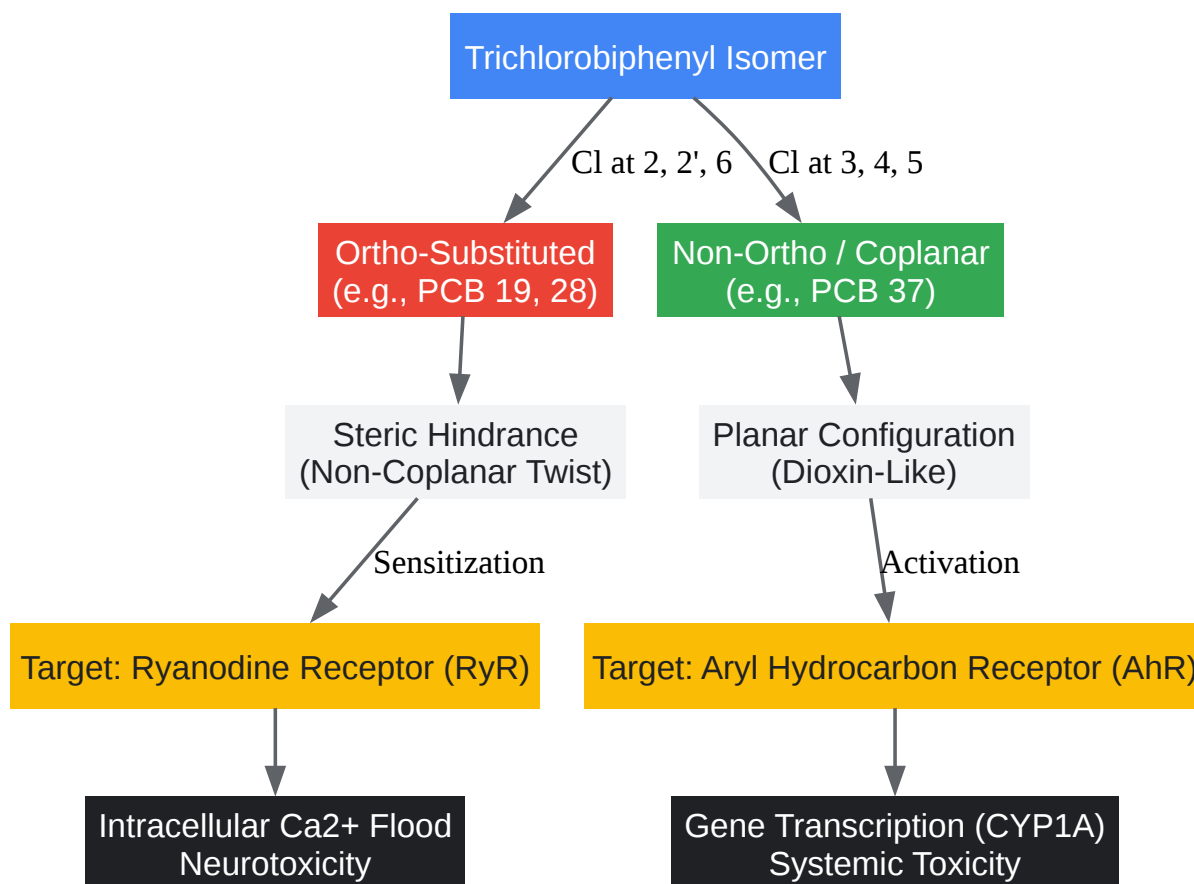 Trichlorobiphenyl Isomer
Cl at 2, 2', 6
Cl at 3, 4, 5
Ortho-Substituted
(e.g., PCB 19, 28)
Non-Ortho / Coplanar
(e.g., PCB 37)
Steric Hindrance
(Non-Coplanar Twist)
Planar Configuration
(Dioxin-Like)
Sensitization
Activation
Target: Ryanodine Receptor (RyR)
Target: Aryl Hydrocarbon Receptor (AhR)
Intracellular Ca2+ Flood
Neurotoxicity
Gene Transcription (CYP1A)
Systemic Toxicity